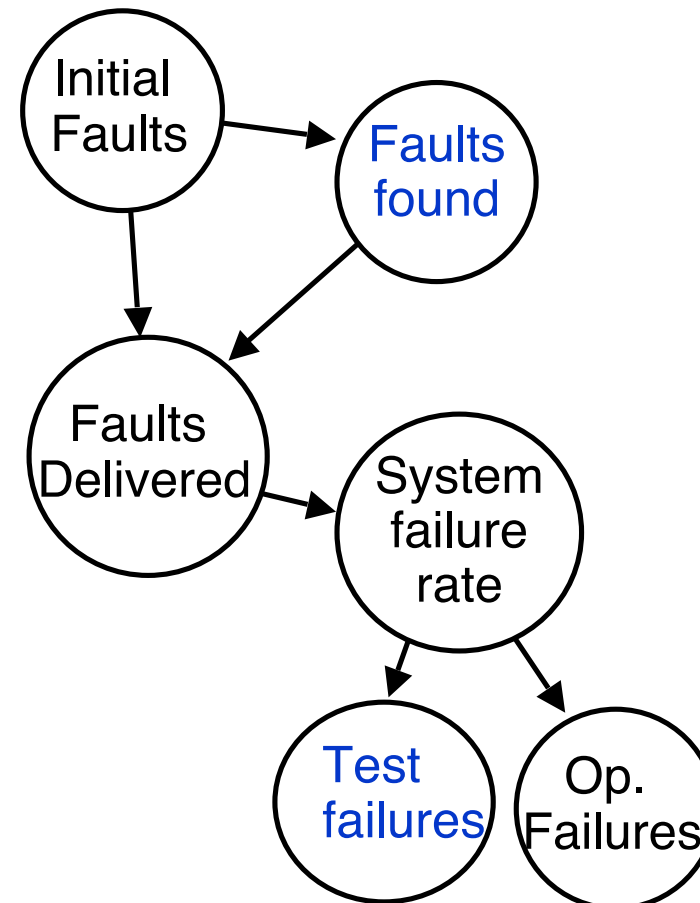 Initial
Faults
Faults
found
Faults
Delivered
System
failure
rate
Test
failures
Op.
Failures